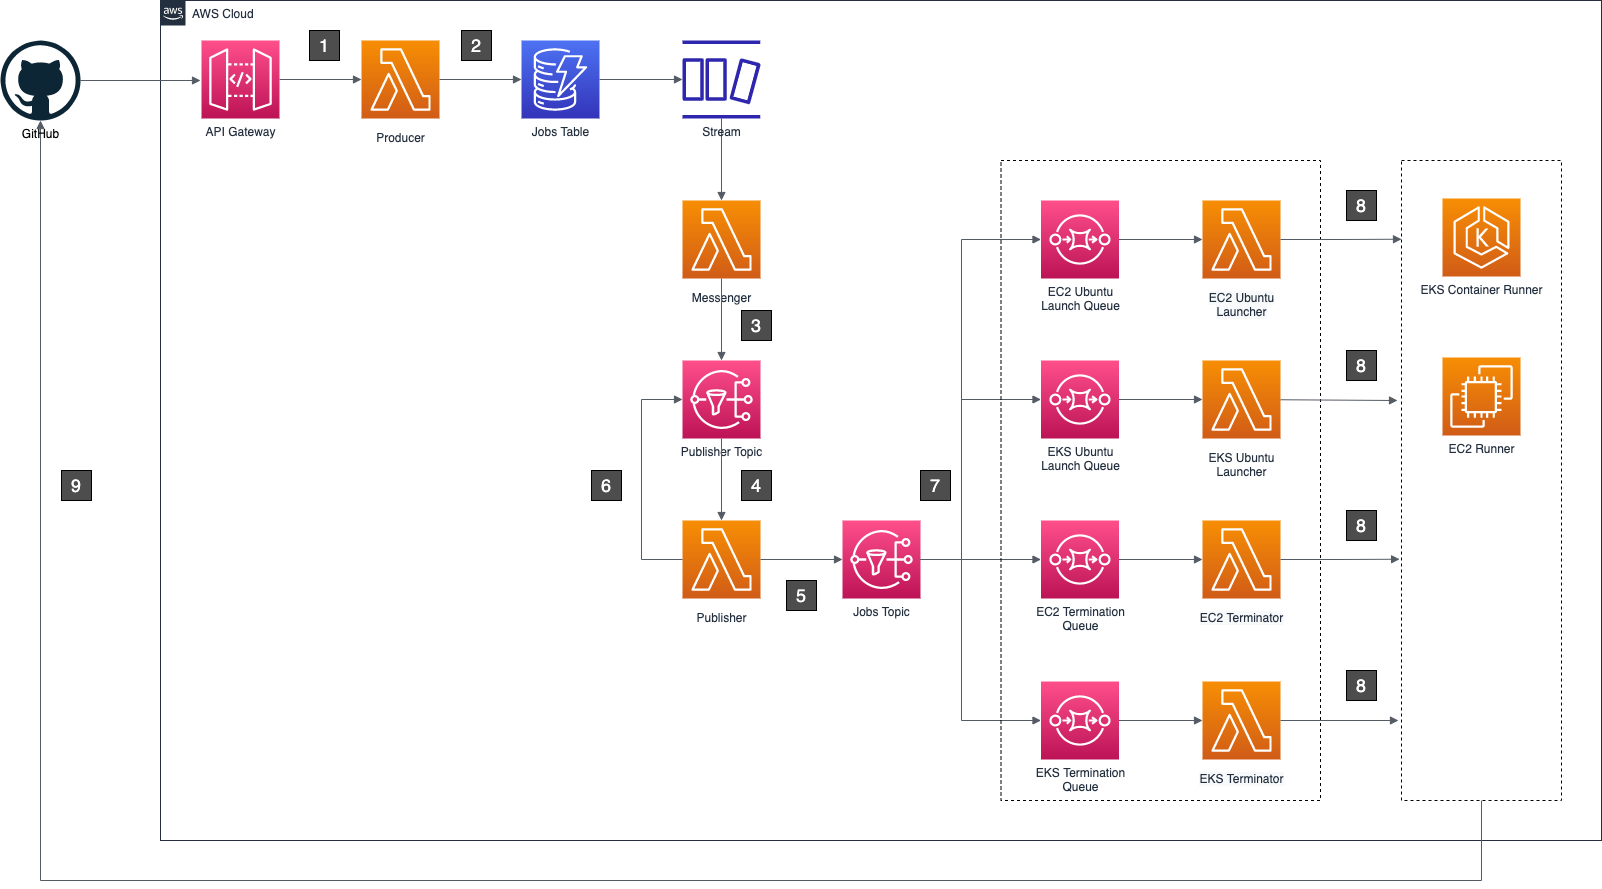 aws
AWS Cloud
GitHub
1
2
API Gateway
Producer
Jobs Table
Stream
8
EC2 Ubuntu
Launch Queue
EC2 Ubuntu
Launcher
EKS Container Runner
Messenger
3
8
Publisher Topic
EKS Ubuntu
Launch Queue
EKS Ubuntu
Launcher
EC2 Runner
9
6
4
7
8
Publisher
5
Jobs Topic
EC2 Termination
Queue
EC2 Terminator
8
EKS Termination
Queue
EKS Terminator